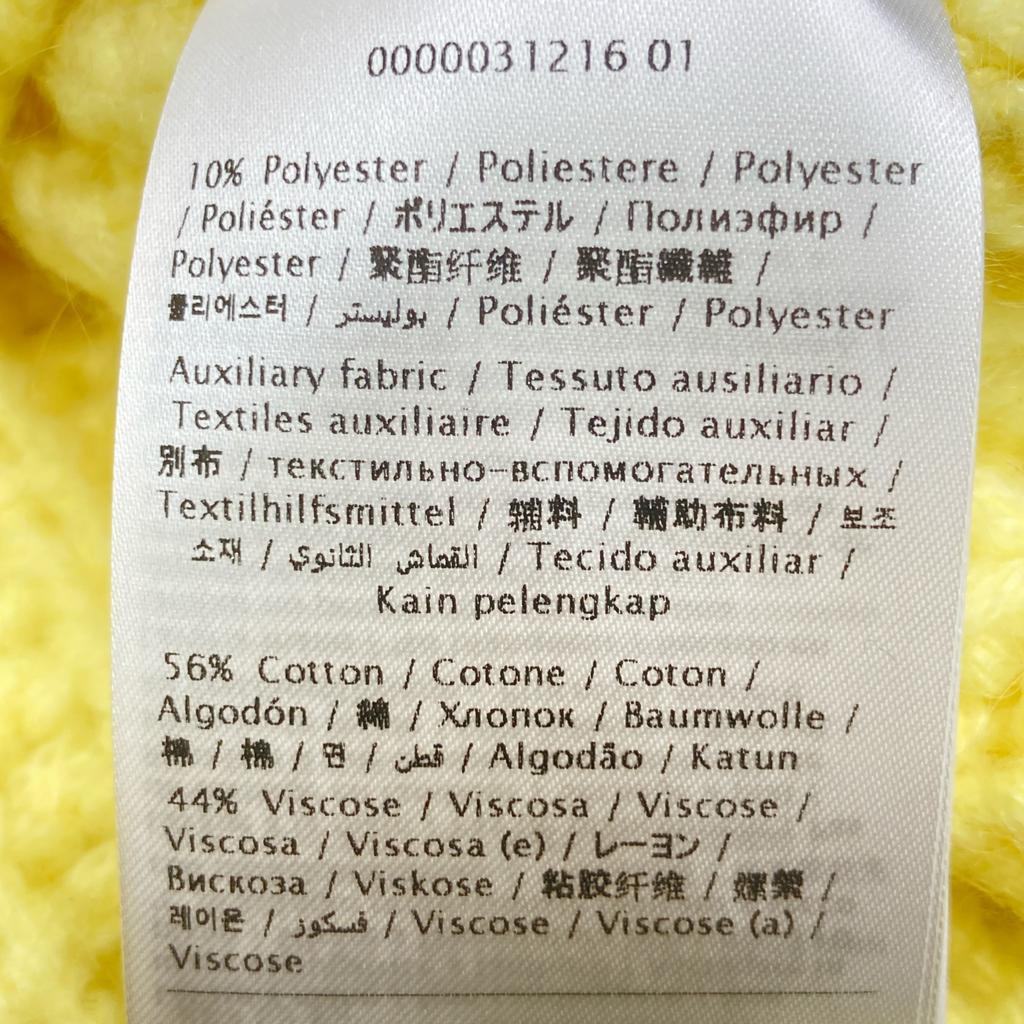 0000031216 01
10% Polyester / Poliestere / Polyester
/ Poliéster / ポリエステル / Полиэфир /
Polyester / 聚酯纤维 / 聚酯纖維 /
폴리에스터 / بوليستر / Poliéster / Polyester
Auxiliary fabric / Tessuto ausiliario /
Textiles auxiliaire / Tejido auxiliar /
別布 / текстильно-вспомогательных /
Textilhilfsmittel / 辅料 / 輔助布料 / 보조
소재 / القماش الثانوي / Tecido auxiliar /
Kain pelengkap
56% Cotton / Cotone / Coton /
Algodón / 綿 / Хлопок / Baumwolle /
棉 / 棉 / 면 / قطن / Algodão / Katun
44% Viscose / Viscosa / Viscose /
Viscosa / Viscosa (e) / レーヨン /
Вискоза / Viskose / 粘胶纤维 / 嫘縈 /
레이온 / فسكوز / Viscose / Viscose (a) /
Viscose